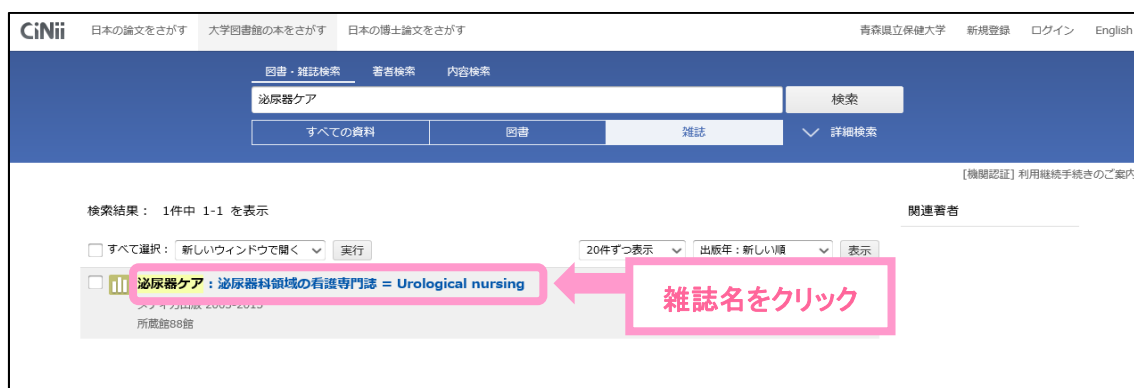 CiNii 日本の論文をさがす 大学図書館の本をさがす 日本の博士論文をさがす 青森県立保健大学 新規登録 ログイン English
図書・雑誌検索 著者検索 内容検索
泌尿器ケア 検索
すべての資料 図書 雑誌 詳細検索
[機関認証] 利用継続手続きのご案内
検索結果： 1件中 1-1 を表示 関連著者
すべて選択： 新しいウィンドウで開く 実行 20件ずつ表示 出版年：新しい順 表示
泌尿器ケア : 泌尿器科領域の看護専門誌 = Urological nursing
雑誌名をクリック
メディカ出版 2003-2015
所蔵館88館